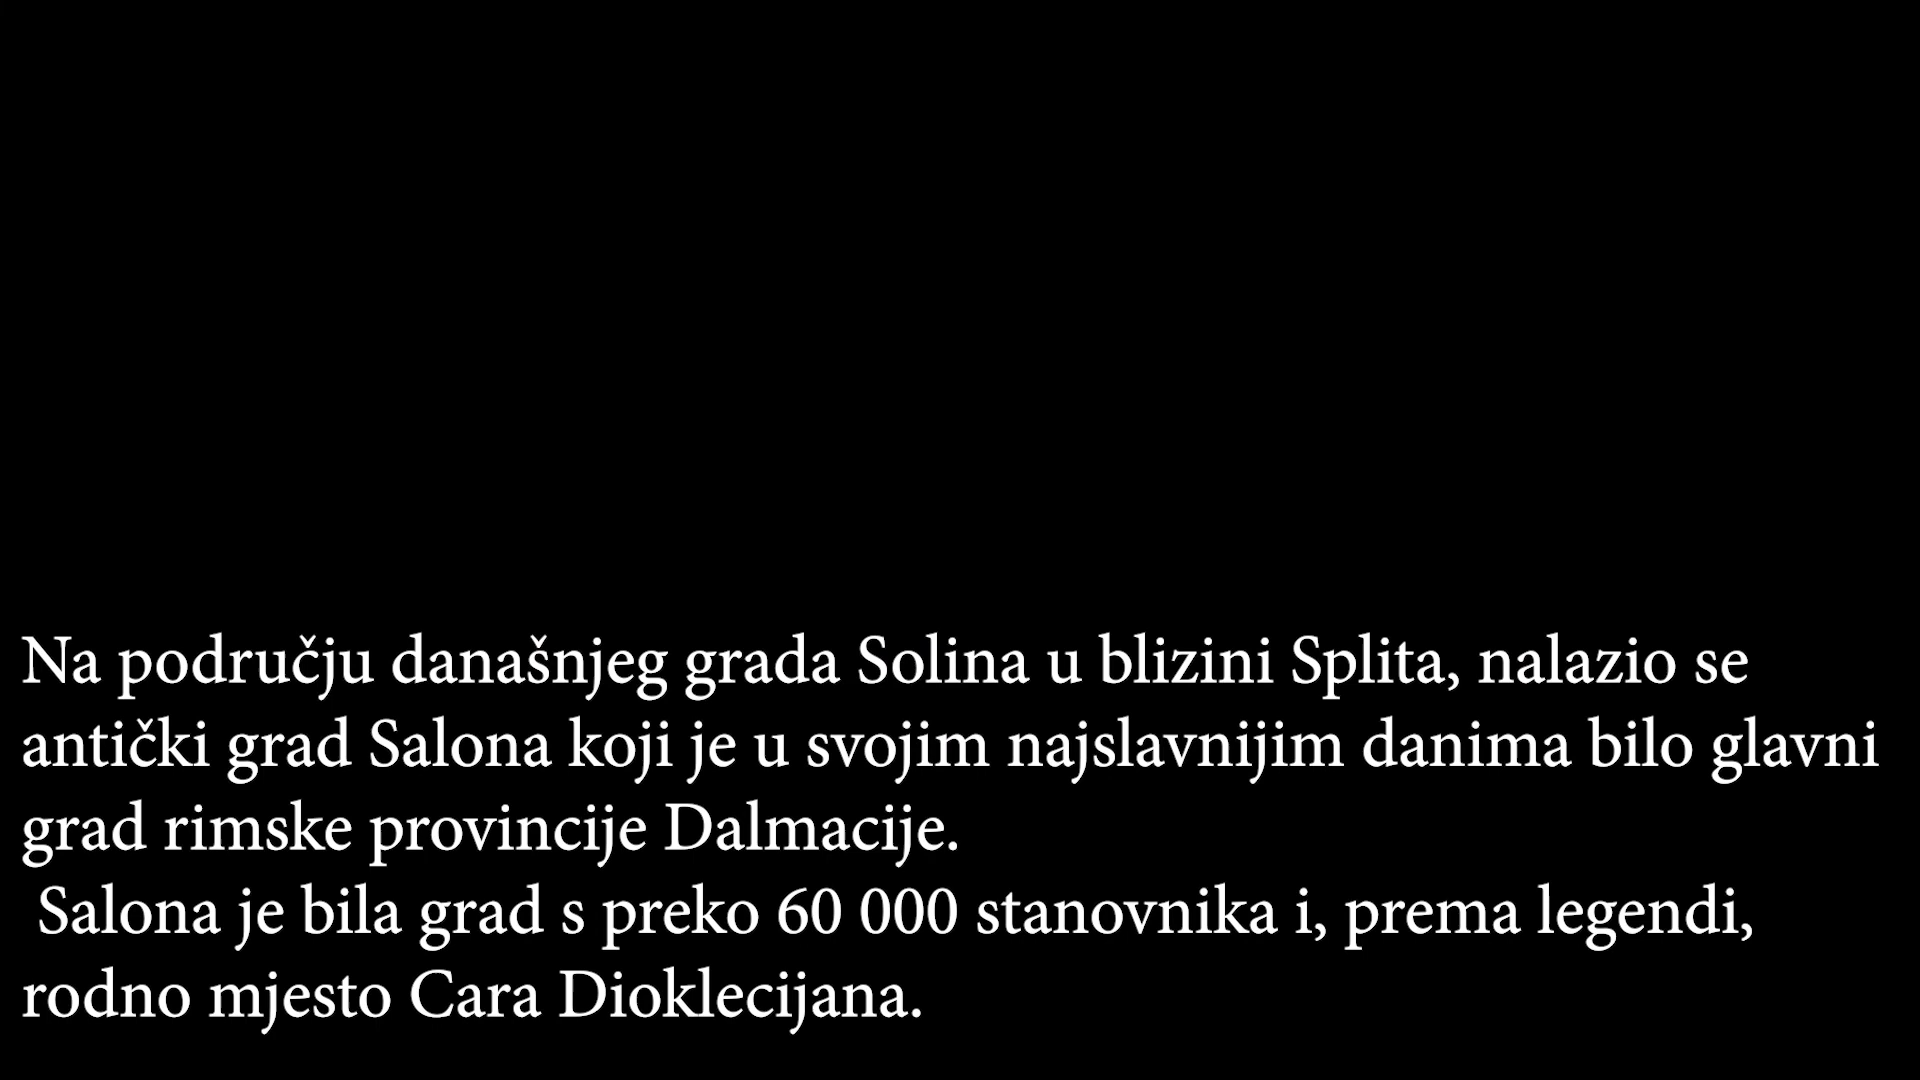 Na području današnjeg grada Solina u blizini Splita, nalazio se
antički grad Salona koji je u svojim najslavnijim danima bilo glavni
grad rimske provincije Dalmacije.
Salona je bila grad s preko 60 000 stanovnika i, prema legendi,
rodno mjesto Cara Dioklecijana.